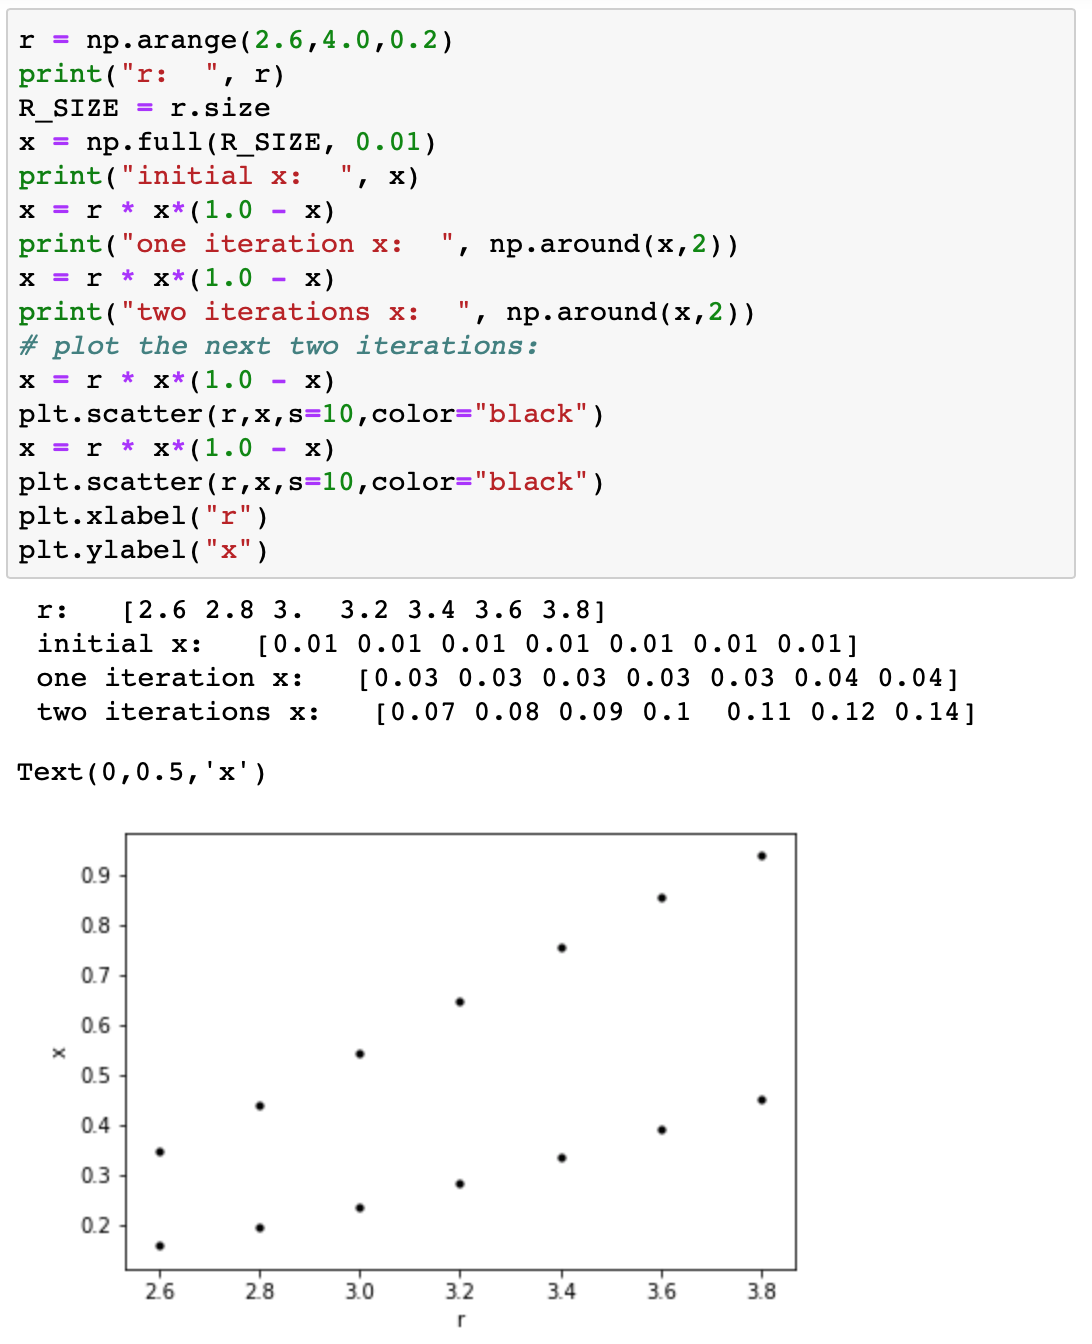 r = np.arange(2.6,4.0,0.2)
print("r:  ", r)
R_SIZE = r.size
x = np.full(R_SIZE, 0.01)
print("initial x:  ", x)
x = r * x*(1.0 - x)
print("one iteration x:  ", np.around(x,2))
x = r * x*(1.0 - x)
print("two iterations x:  ", np.around(x,2))
# plot the next two iterations:
x = r * x*(1.0 - x)
plt.scatter(r,x,s=10,color="black")
x = r * x*(1.0 - x)
plt.scatter(r,x,s=10,color="black")
plt.xlabel("r")
plt.ylabel("x")
r:   [2.6 2.8 3.  3.2 3.4 3.6 3.8]
initial x:   [0.01 0.01 0.01 0.01 0.01 0.01 0.01]
one iteration x:   [0.03 0.03 0.03 0.03 0.03 0.04 0.04]
two iterations x:   [0.07 0.08 0.09 0.1  0.11 0.12 0.14]
Text(0,0.5,'x')
0.9
0.8
0.7
0.6
x
0.5
0.4
0.3
0.2
2.6 2.8 3.0 3.2 3.4 3.6 3.8
r